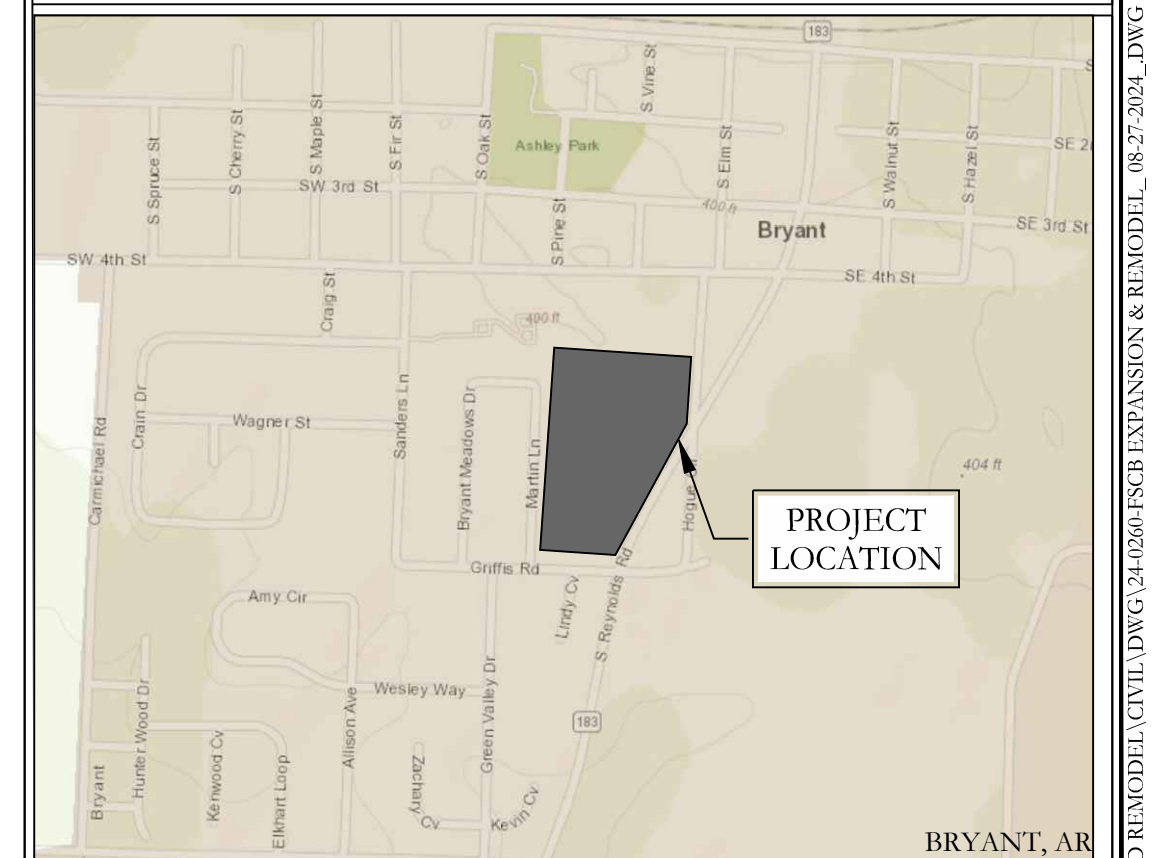 183
S Vine St
S Maple St
S Cherry St
S Fir St
S Oak St
S Spruce St
Ashley Park
S Elm St
S Walnut St
S Hazel St
SE 2
SW 3rd St
400 ft
S Pine St
Bryant
SE 3rd St
SW 4th St
SE 4th St
Craig St
400 ft
Crain Dr
Wagner St
Sanders Ln
Bryant Meadows Dr
Martin Ln
Carmichael Rd
404 ft
PROJECT
LOCATION
Griffis Rd
Amy Cir
Lindy Cv
S Reynolds Rd
Wesley Way
Green Valley Dr
Allison Ave
183
Hunter Wood Dr
Kenwood Cv
Elkhart Loop
Bryant
Zachary Cv
Kevin Cv
BRYANT, AR
D REMODEL\CIVIL\DWG\24-0260-FSCB EXPANSION & REMODEL_ 08-27-2024_.DWG